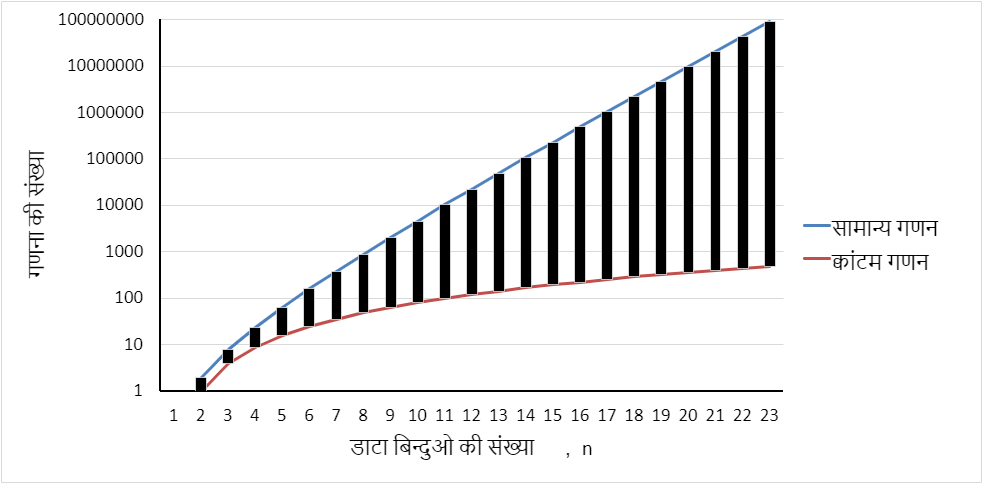 100000000
10000000
1000000
100000
10000
1000
100
10
1
गणना की संख्या
1 2 3 4 5 6 7 8 9 10 11 12 13 14 15 16 17 18 19 20 21 22 23
डाटा बिन्दुओ की संख्या , n
सामान्य गणन
क्वांटम गणन